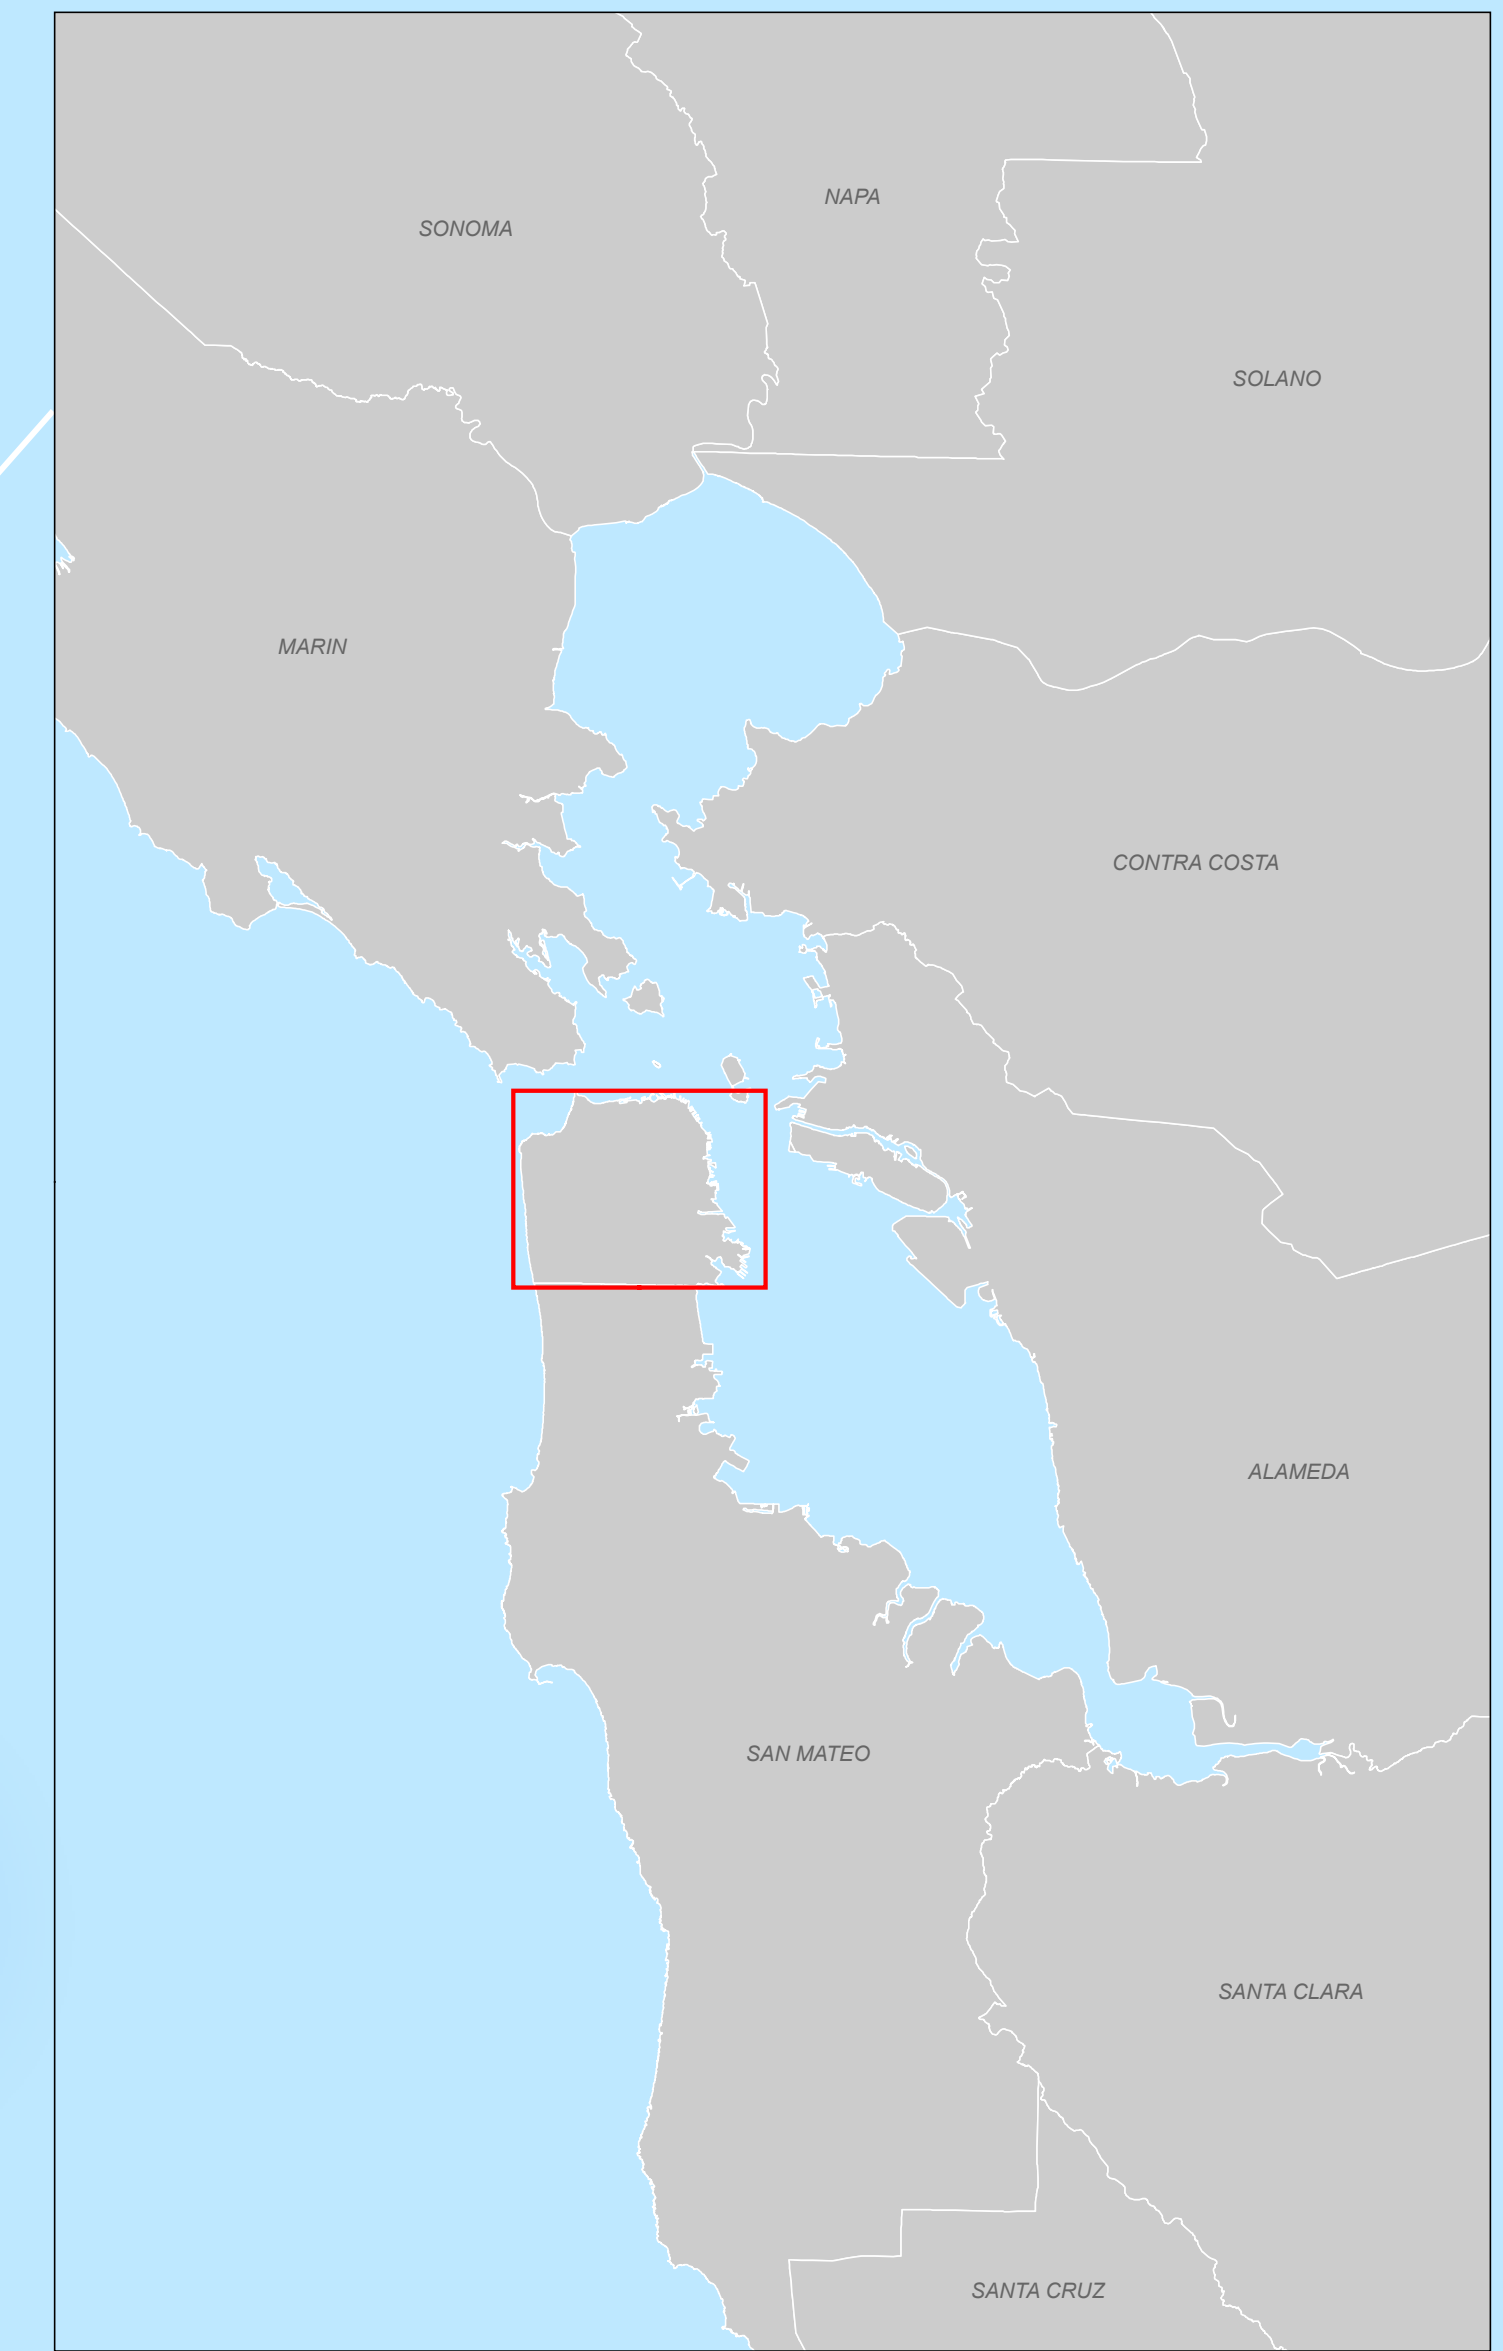 NAPA
SONOMA
SOLANO
MARIN
CONTRA COSTA
ALAMEDA
SAN MATEO
SANTA CLARA
SANTA CRUZ